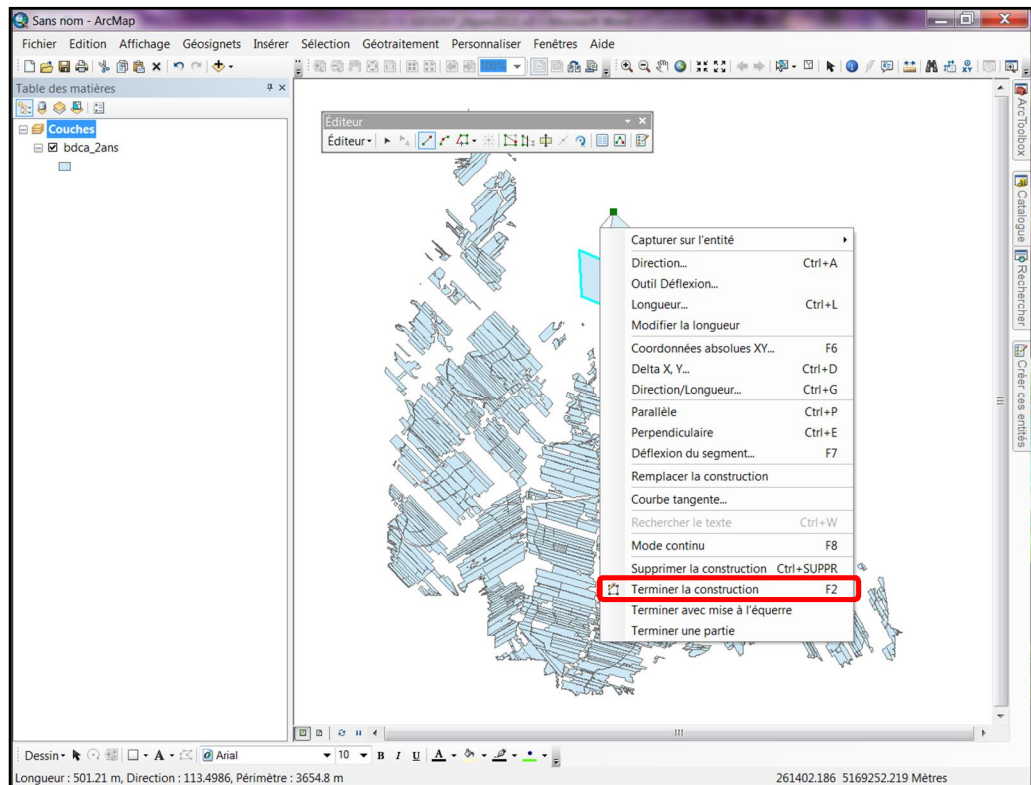 Sans nom - ArcMap
Fichier Edition Affichage Géosignets Insérer Sélection Géotraitement Personnaliser Fenêtres Aide
100%
Table des matières
Couches
bdca_2ans
Éditeur
Éditeur
Capturer sur l'entité
Direction... Ctrl+A
Outil Déflexion...
Longueur... Ctrl+L
Modifier la longueur
Coordonnées absolues XY... F6
Delta X, Y... Ctrl+D
Direction/Longueur... Ctrl+G
Parallèle Ctrl+P
Perpendiculaire Ctrl+E
Déflexion du segment... F7
Remplacer la construction
Courbe tangente...
Rechercher le texte Ctrl+W
Mode continu F8
Supprimer la construction Ctrl+SUPPR
Terminer la construction F2
Terminer avec mise à l'équerre
Terminer une partie
ArcToolbox
Catalogue
Rechercher
Créer ces entités
Dessin A Arial 10 B I U A
Longueur : 501.21 m, Direction : 113.4986, Périmètre : 3654.8 m 261402.186 5169252.219 Mètres